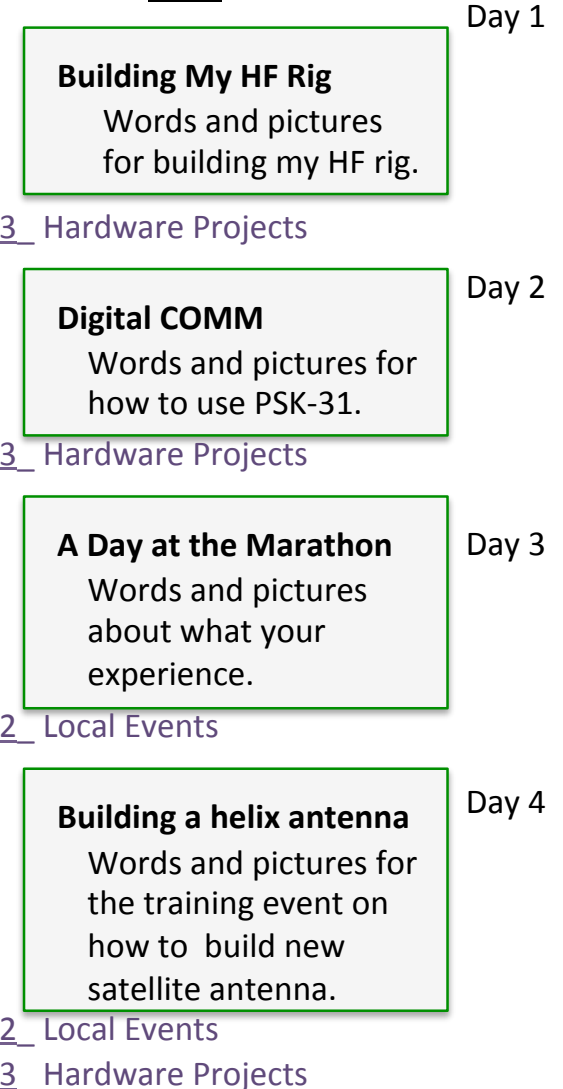 Day 1
Building My HF Rig
Words and pictures
for building my HF rig.
3_ Hardware Projects
Day 2
Digital COMM
Words and pictures for
how to use PSK-31.
3_ Hardware Projects
A Day at the Marathon
Day 3
Words and pictures
about what your
experience.
2_ Local Events
Day 4
Building a helix antenna
Words and pictures for
the training event on
how to  build new
satellite antenna.
2_ Local Events
3_ Hardware Projects